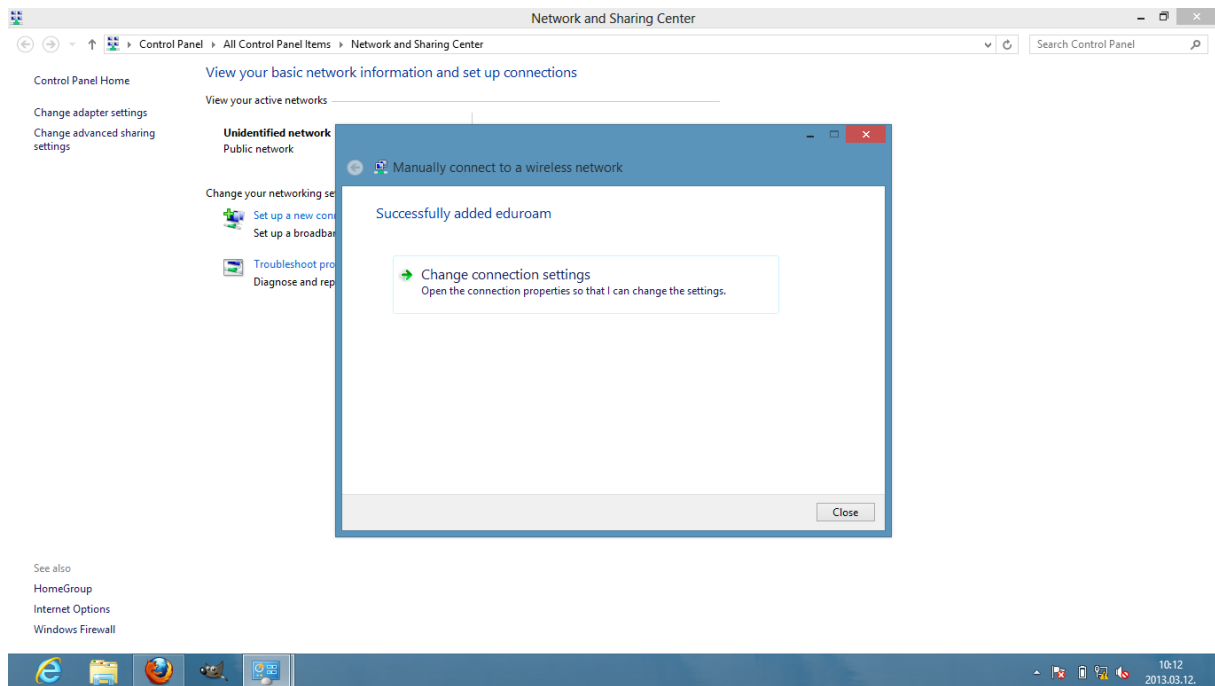 Network and Sharing Center
Control Panel All Control Panel Items Network and Sharing Center
Search Control Panel
Control Panel Home
Change adapter settings
Change advanced sharing
settings
See also
HomeGroup
Internet Options
Windows Firewall
View your basic network information and set up connections
View your active networks
Unidentified network
Public network
Change your networking se
Set up a new con
Set up a broadbar
Troubleshoot pro
Diagnose and rep
Manually connect to a wireless network
Successfully added eduroam
Change connection settings
Open the connection properties so that I can change the settings.
Close
10:12
2013.03.12.